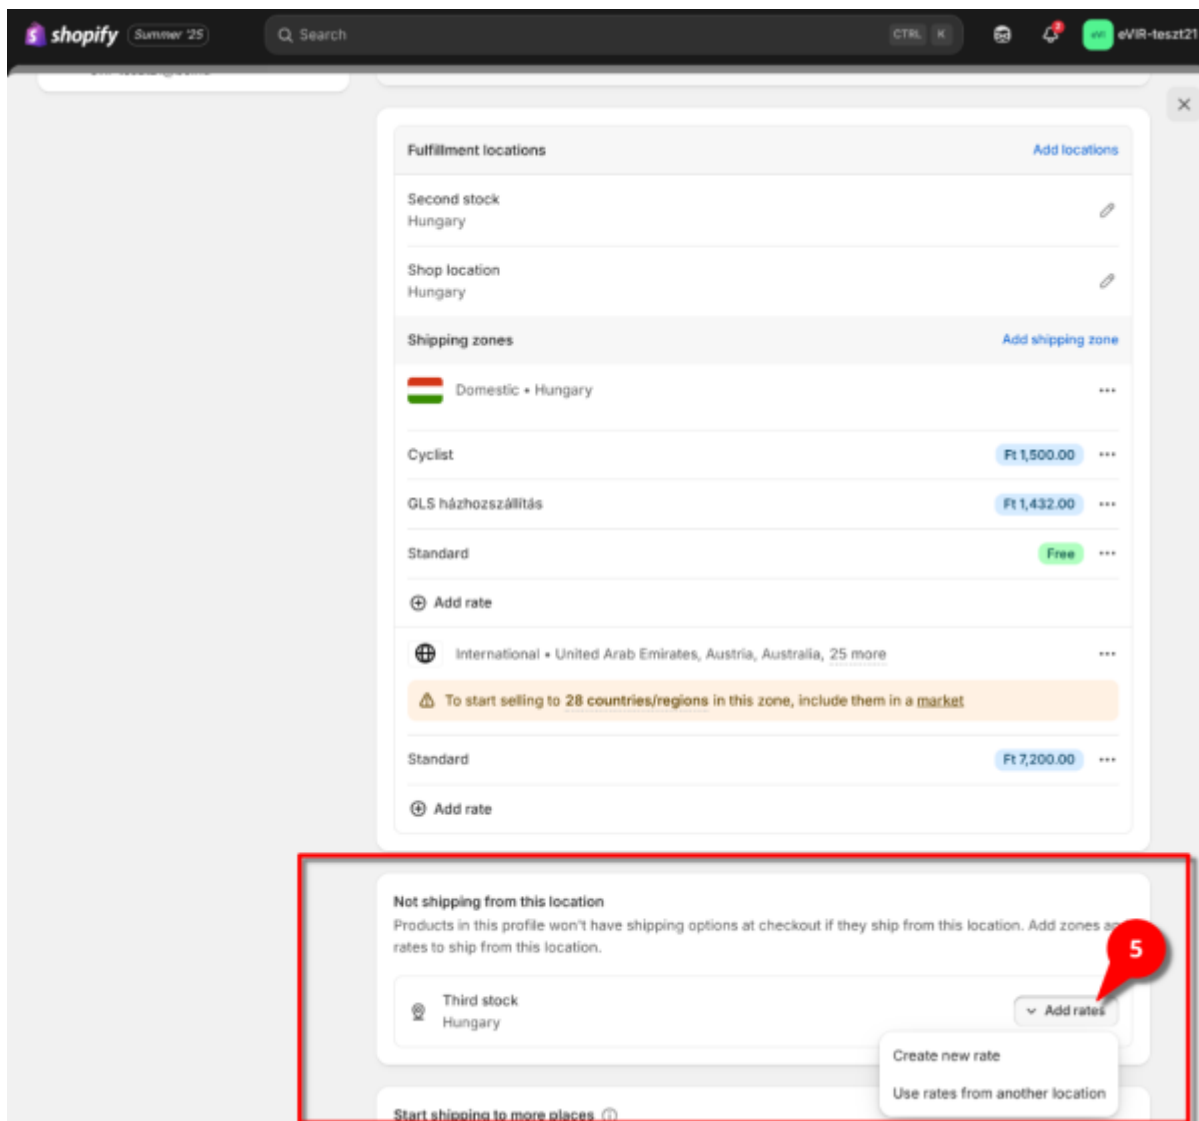 shopify Summer '25 Search CTRL K 2 eVIR eVIR-teszt21
Fulfillment locations Add locations
Second stock
Hungary
Shop location
Hungary
Shipping zones Add shipping zone
Domestic • Hungary
Cyclist Ft 1,500.00
GLS házhozszállítás Ft 1,432.00
Standard Free
Add rate
International • United Arab Emirates, Austria, Australia, 25 more
To start selling to 28 countries/regions in this zone, include them in a market
Standard Ft 7,200.00
Add rate
Not shipping from this location
Products in this profile won't have shipping options at checkout if they ship from this location. Add zones
rates to ship from this location.
5
Third stock
Hungary
Add rates
Create new rate
Use rates from another location
Start shipping to more places